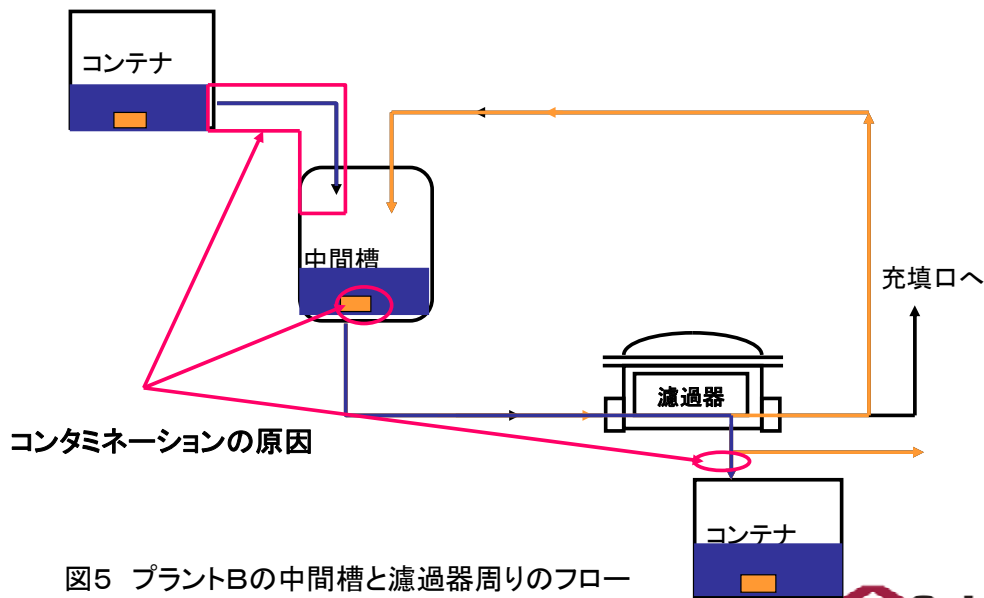 コンテナ
中間槽
充填口へ
濾過器
コンタミネーションの原因
コンテナ
図5 プラントBの中間槽と濾過器周りのフロー